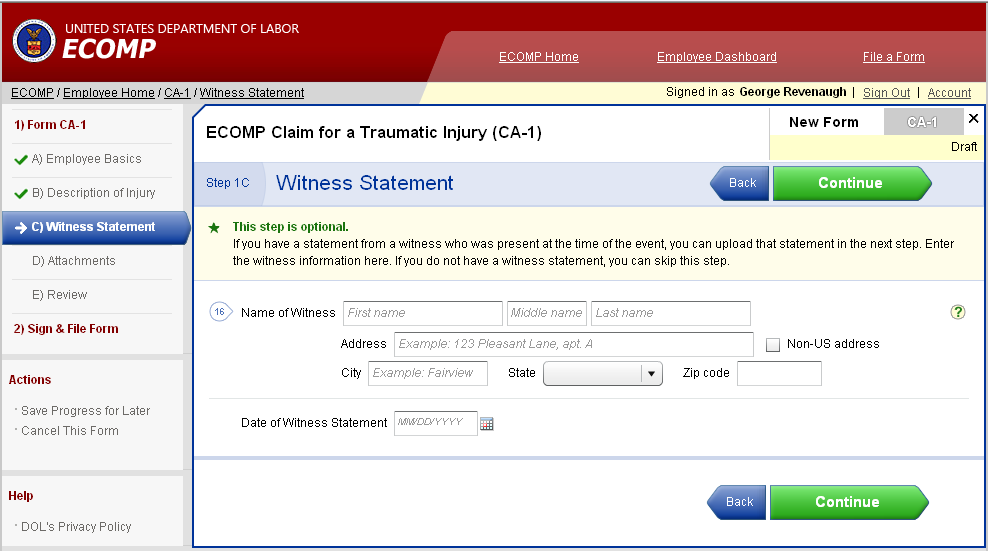 UNITED STATES DEPARTMENT OF LABOR
ECOMP
ECOMP Home Employee Dashboard File a Form
ECOMP / Employee Home / CA-1 / Witness Statement
Signed in as George Revenaugh | Sign Out | Account
1) Form CA-1
A) Employee Basics
B) Description of Injury
C) Witness Statement
D) Attachments
E) Review
2) Sign & File Form
Actions
· Save Progress for Later
· Cancel This Form
Help
· DOL's Privacy Policy
ECOMP Claim for a Traumatic Injury (CA-1)
New Form CA-1 ×
Draft
Step 1C Witness Statement Back Continue
This step is optional.
If you have a statement from a witness who was present at the time of the event, you can upload that statement in the next step. Enter
the witness information here. If you do not have a witness statement, you can skip this step.
16 Name of Witness First name Middle name Last name ?
Address Example: 123 Pleasant Lane, apt. A Non-US address
City Example: Fairview State Zip code
Date of Witness Statement MM/DD/YYYY
Back Continue